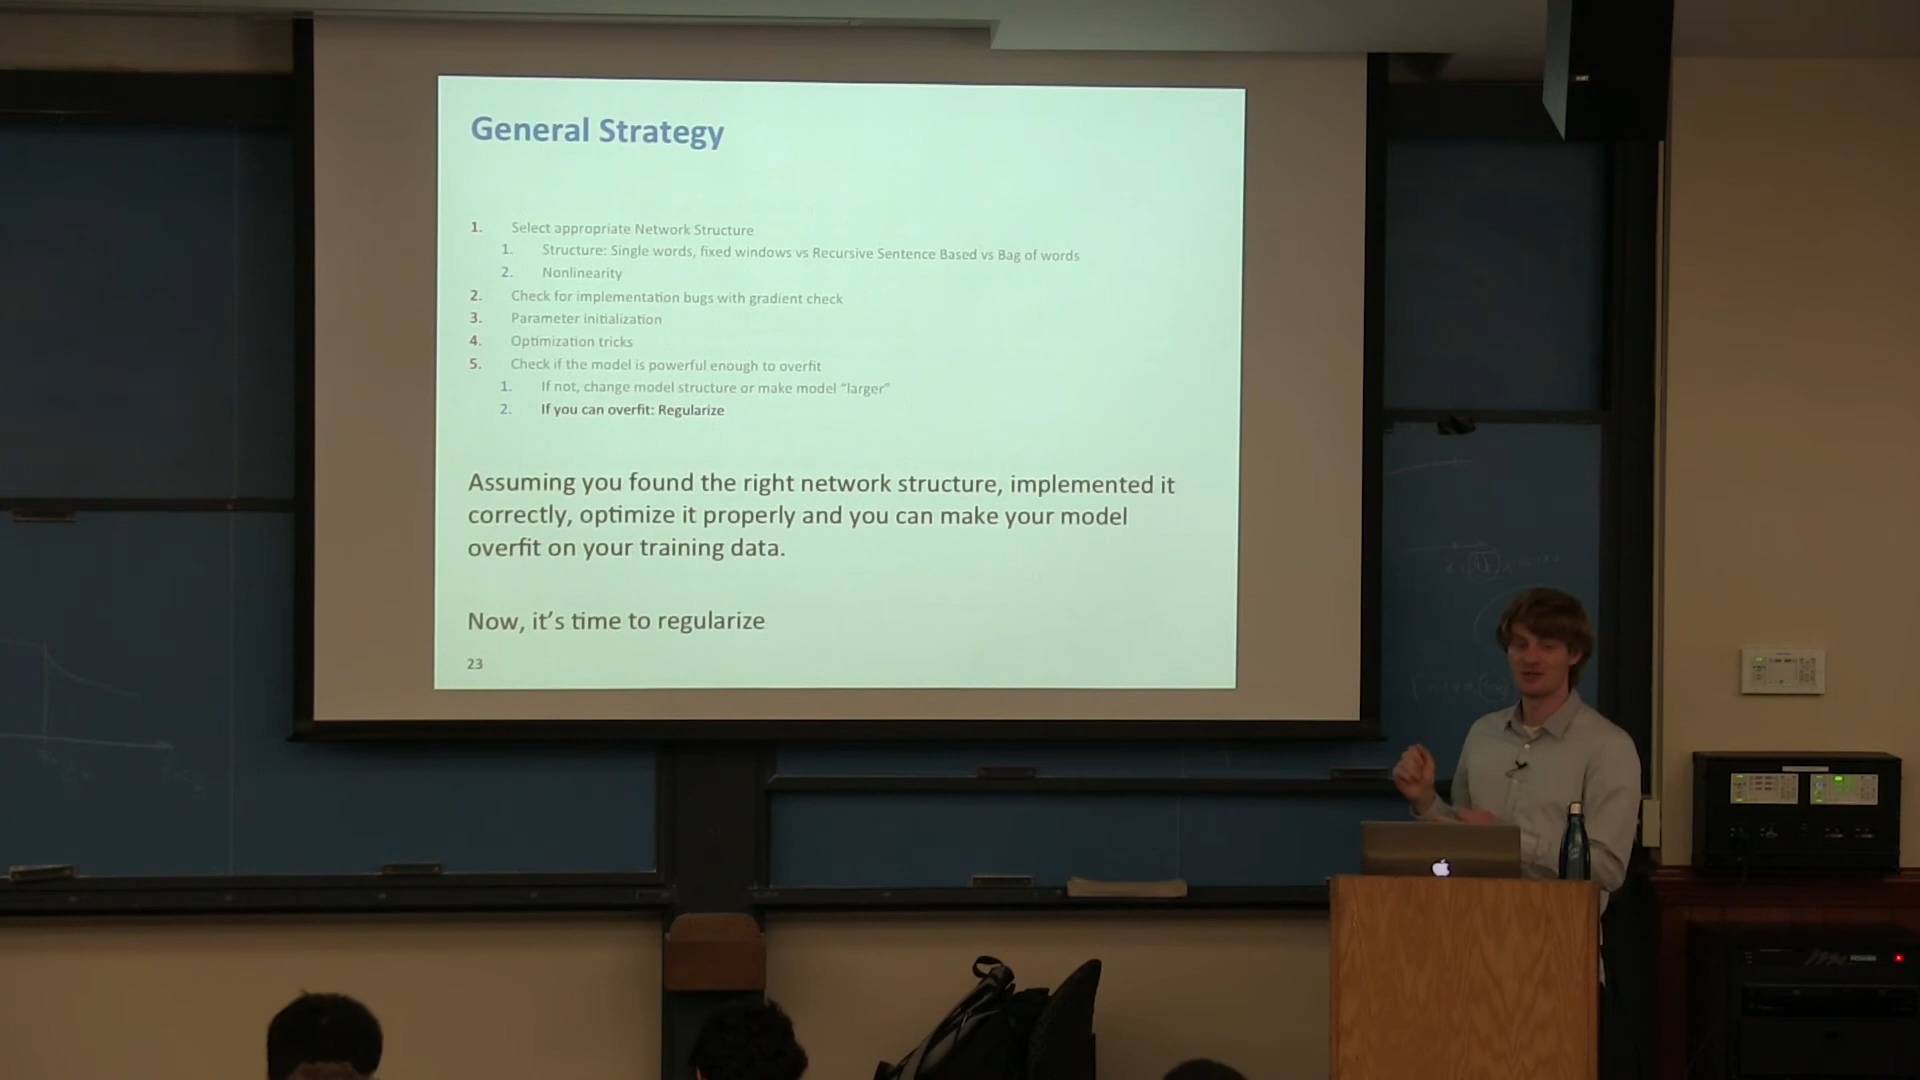 General Strategy
1. Select appropriate Network Structure
1. Structure: Single words, fixed windows vs Recursive Sentence Based vs Bag of words
2. Nonlinearity
2. Check for implementation bugs with gradient check
3. Parameter initialization
4. Optimization tricks
5. Check if the model is powerful enough to overfit
1. If not, change model structure or make model “larger”
2. If you can overfit: Regularize
Assuming you found the right network structure, implemented it
correctly, optimize it properly and you can make your model
overfit on your training data.
Now, it’s time to regularize
23